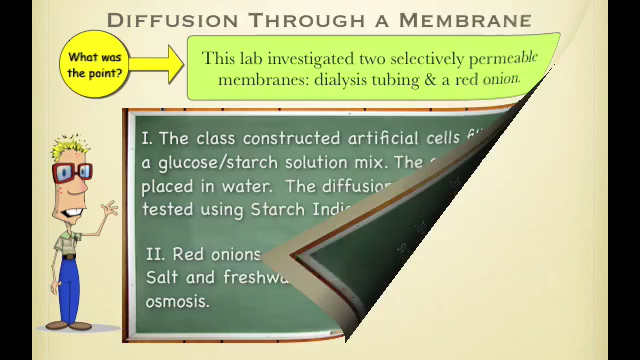 DIFFUSION THROUGH A MEMBRANE
What was
the point?
This lab investigated two selectively permeable
membranes: dialysis tubing & a red onion.
I. The class constructed artificial cells
a glucose/starch solution mix. The
placed in water. The diffusion
tested using Starch
II. Red onions
Salt and
osmosis.